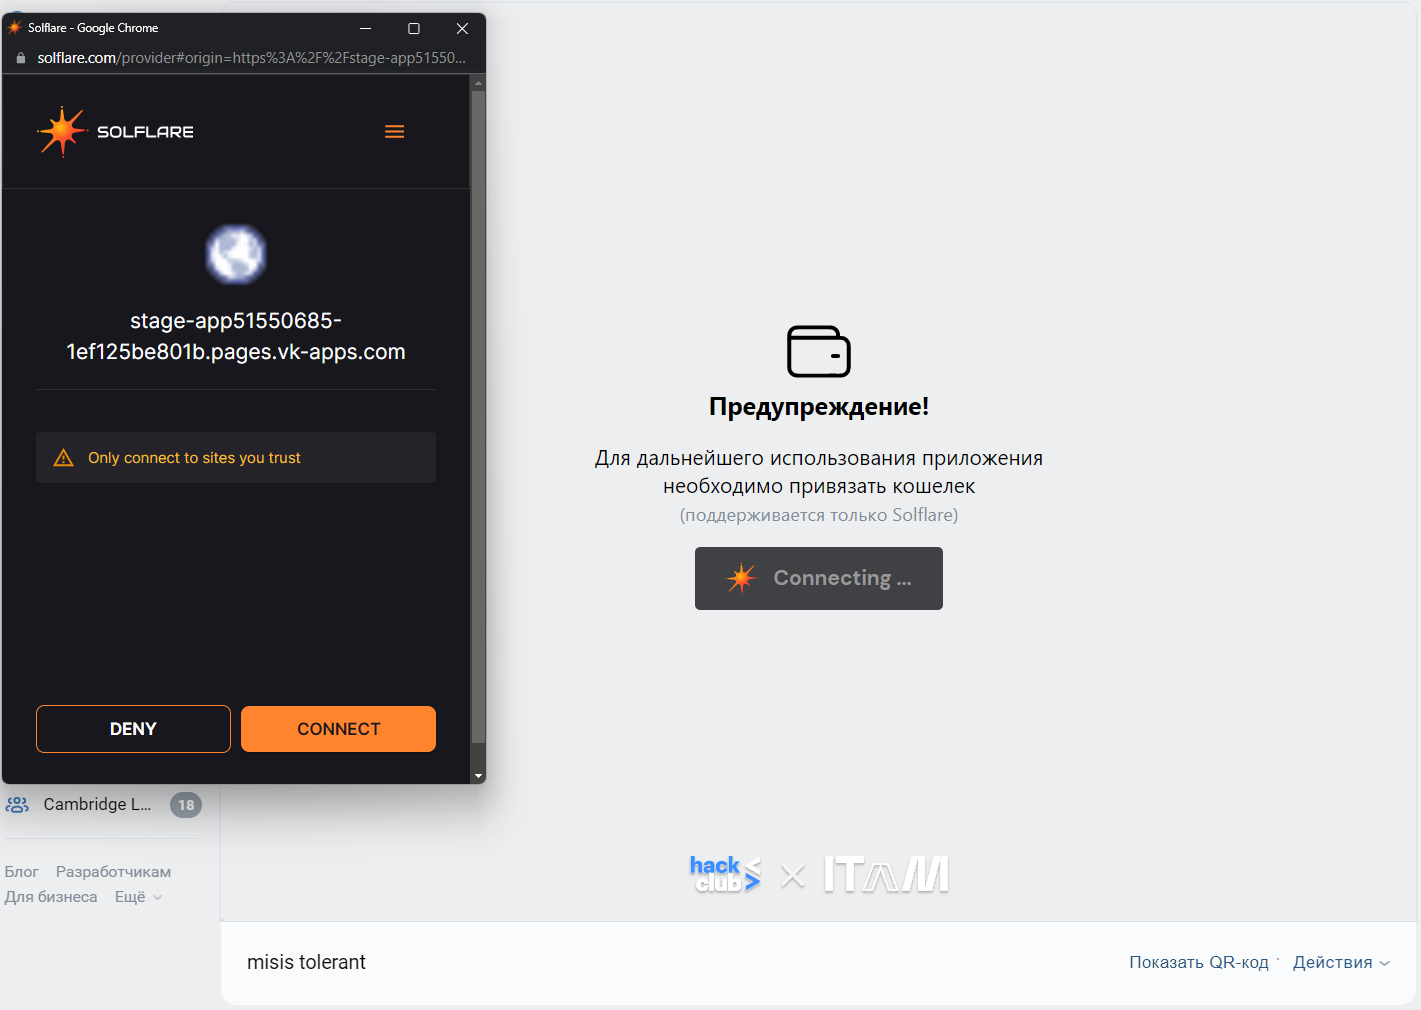 Solflare - Google Chrome
solflare.com/provider#origin=https%3A%2F%2Fstage-app51550...
SOLFLARE
stage-app51550685-
1ef125be801b.pages.vk-apps.com
Only connect to sites you trust
DENY
CONNECT
Cambridge L...
18
Блог
Разработчикам
Для бизнеса
Ещё
Предупреждение!
Для дальнейшего использования приложения
необходимо привязать кошелек
(поддерживается только Solflare)
Connecting ...
hack
club
ITAM
misis tolerant
Показать QR-код
Действия